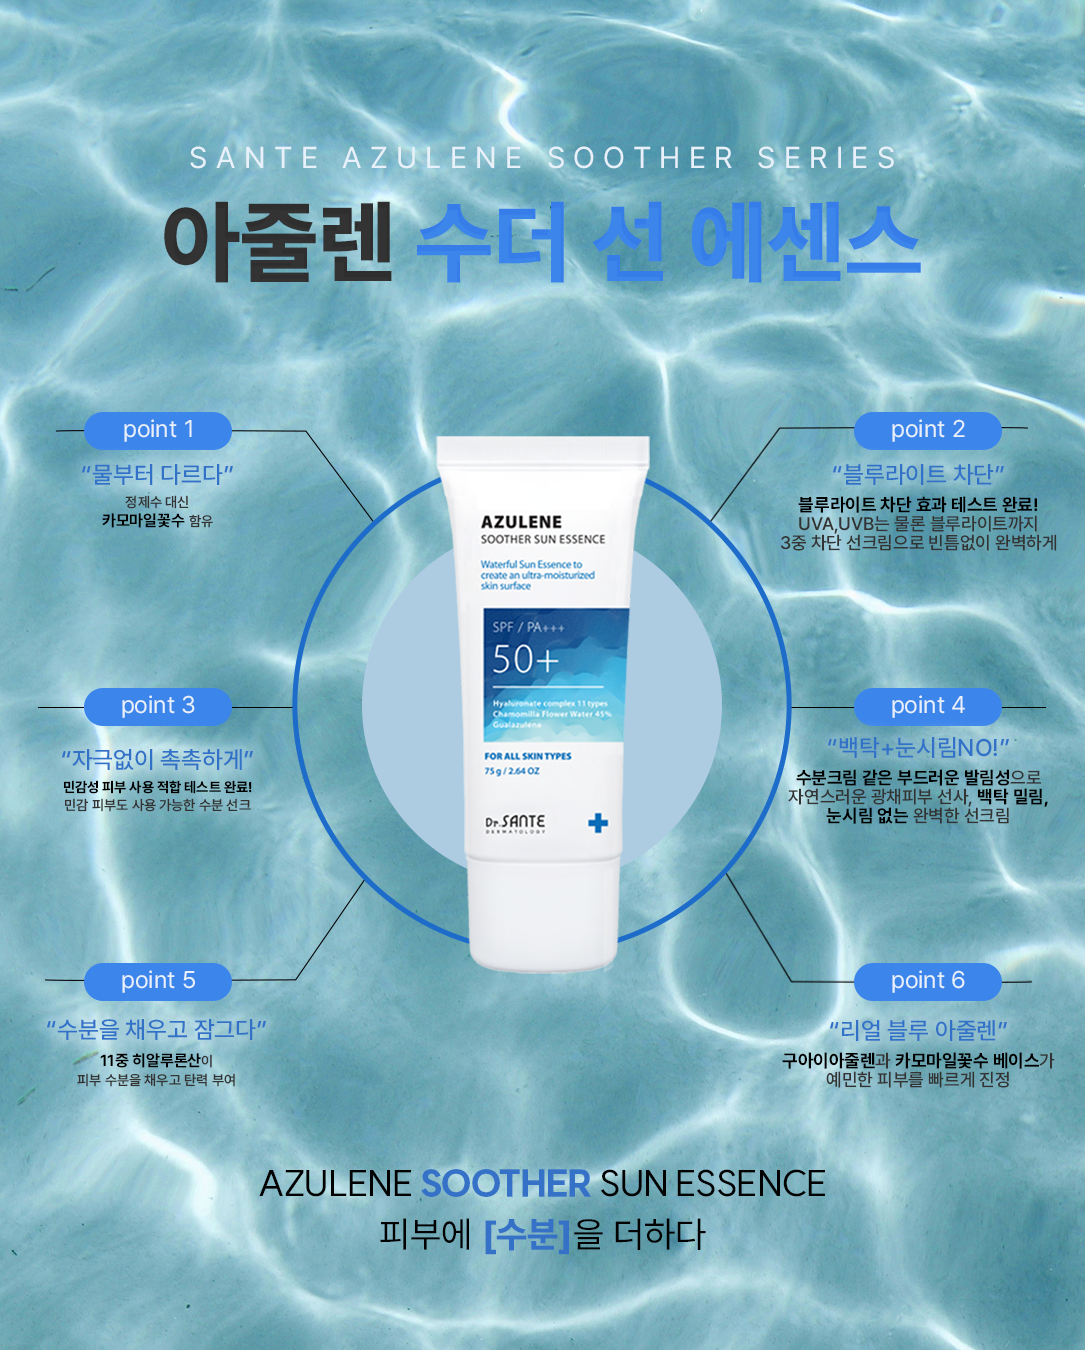 SANTE AZULENE SOOTHER SERIES
아줄렌 수더 선 에센스
point 1
“물부터 다르다”
정제수 대신
카모마일꽃수 함유
point 2
“블루라이트 차단”
블루라이트 차단 효과 테스트 완료!
UVA,UVB는 물론 블루라이트까지
3중 차단 선크림으로 빈틈없이 완벽하게
AZULENE
SOOTHER SUN ESSENCE
Waterful Sun Essence to
create an ultra-moisturized
skin surface
SPF / PA+++
50+
Hyaluronate complex 11 types
Chamomilla Flower Water 45%
Guaiazulene
FOR ALL SKIN TYPES
75 g / 2.64 OZ
Dr.SANTE
DERMATOLOGY
point 3
“자극없이 촉촉하게”
민감성 피부 사용 적합 테스트 완료!
민감 피부도 사용 가능한 수분 선크
point 4
“백탁+눈시림NO!”
수분크림 같은 부드러운 발림성으로
자연스러운 광채피부 선사, 백탁 밀림,
눈시림 없는 완벽한 선크림
point 5
“수분을 채우고 잠그다”
11중 히알루론산이
피부 수분을 채우고 탄력 부여
point 6
“리얼 블루 아줄렌”
구아이아줄렌과 카모마일꽃수 베이스가
예민한 피부를 빠르게 진정
AZULENE SOOTHER SUN ESSENCE
피부에 [수분]을 더하다